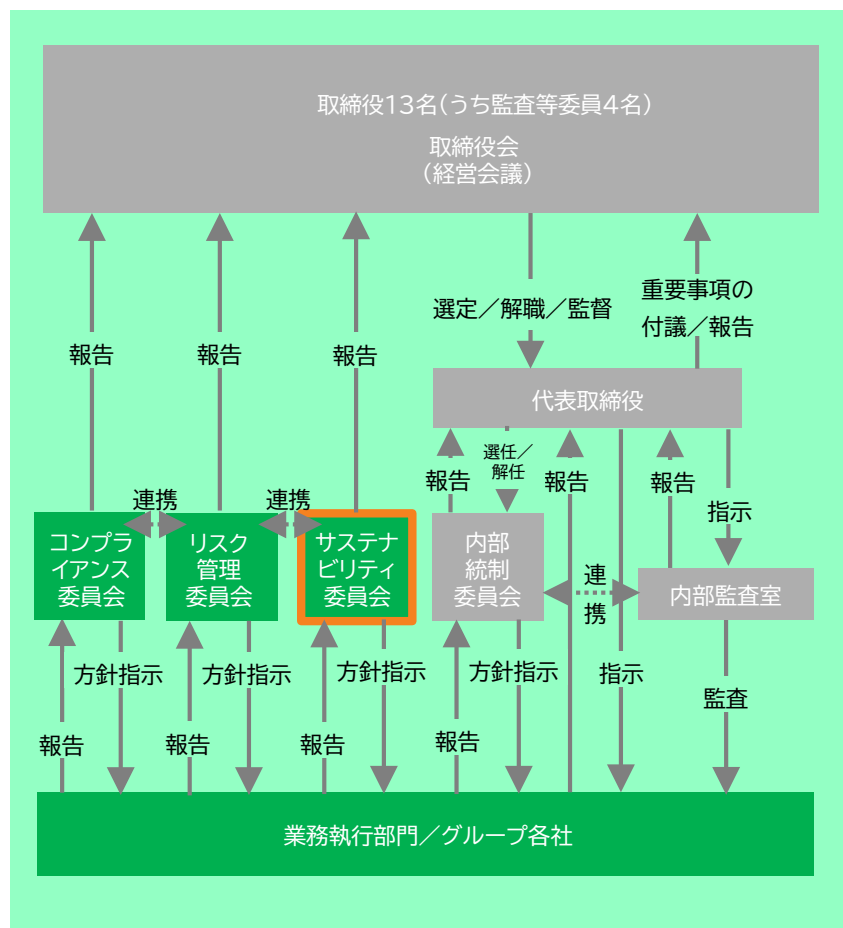 取締役13名(うち監査等委員4名)
取締役会
(経営会議)
選定／解職／監督
重要事項の
付議／報告
報告
報告
報告
代表取締役
報告
選任／
解任
報告
報告
指示
連携
連携
コンプラ
イアンス
委員会
リスク
管理
委員会
サステナ
ビリティ
委員会
内部
統制
委員会
連
携
内部監査室
方針指示
方針指示
方針指示
方針指示
指示
監査
報告
報告
報告
報告
業務執行部門／グループ各社